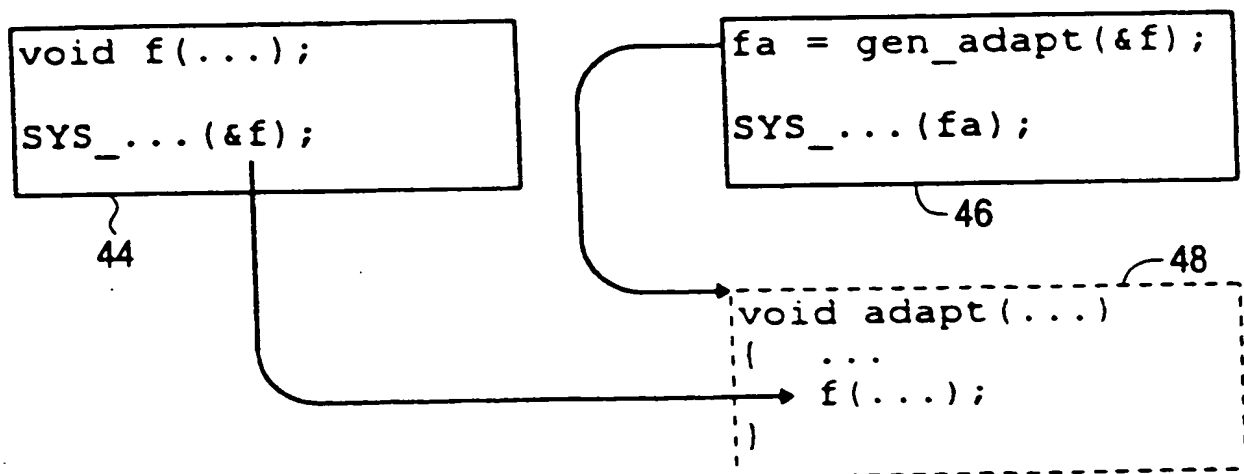 void f(...);
SYS_...(&f);
44
fa = gen_adapt(&f);
SYS_...(fa);
46
48
void adapt(...)
( ...
f(...);
)